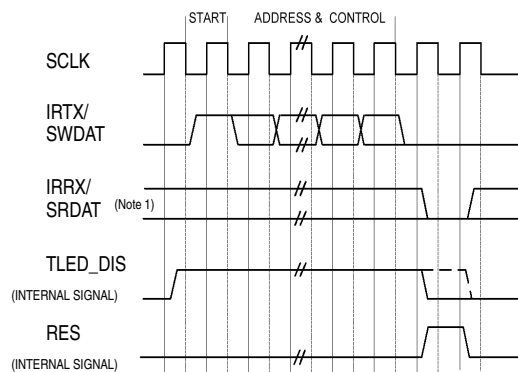 START ADDRESS & CONTROL
SCLK
IRTX/
SWDAT
IRRX/
SRDAT (Note 1)
TLED_DIS
(INTERNAL SIGNAL)
RES
(INTERNAL SIGNAL)